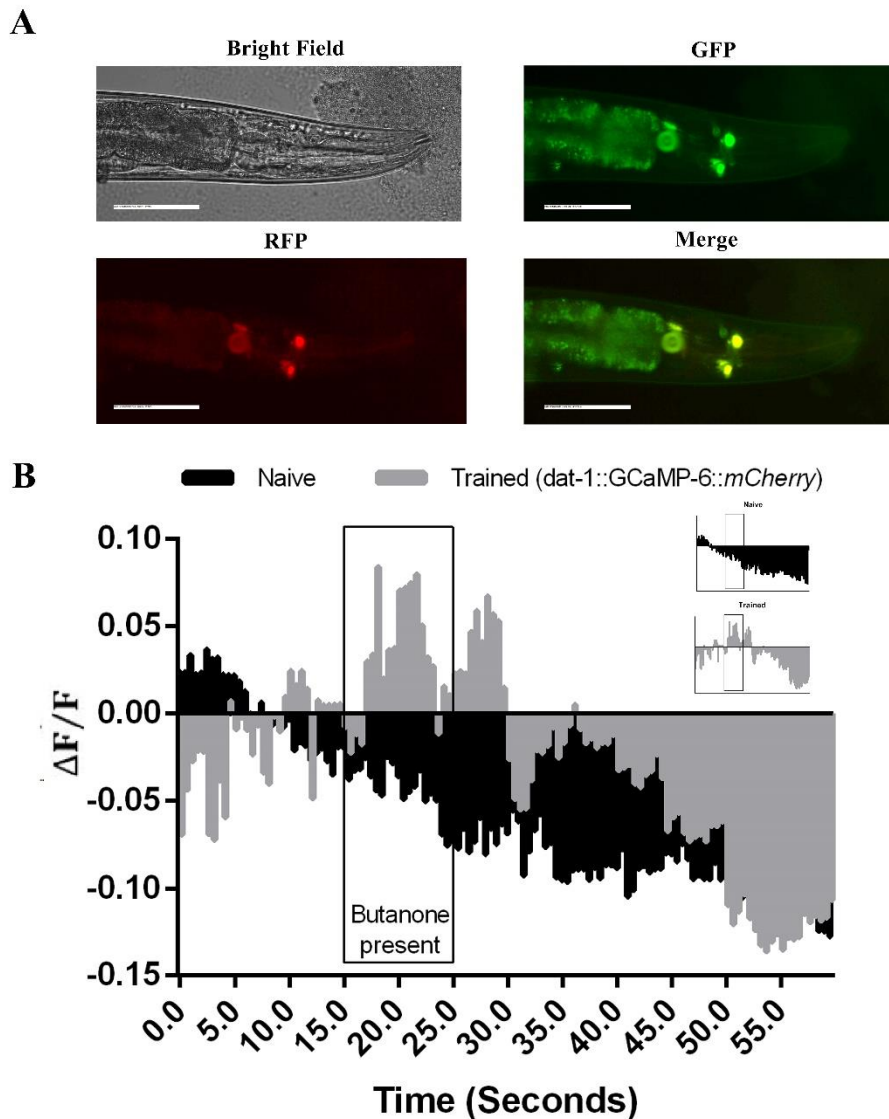 A
Bright Field
GFP
RFP
Merge
B
Naive
Trained (dat-1::GCaMP-6::mCherry)
0.10
0.05
0.00
-0.05
-0.10
-0.15
ΔF/F
Naive
Trained
Butanone
present
0.0
5.0
10.0
15.0
20.0
25.0
30.0
35.0
40.0
45.0
50.0
55.0
Time (Seconds)